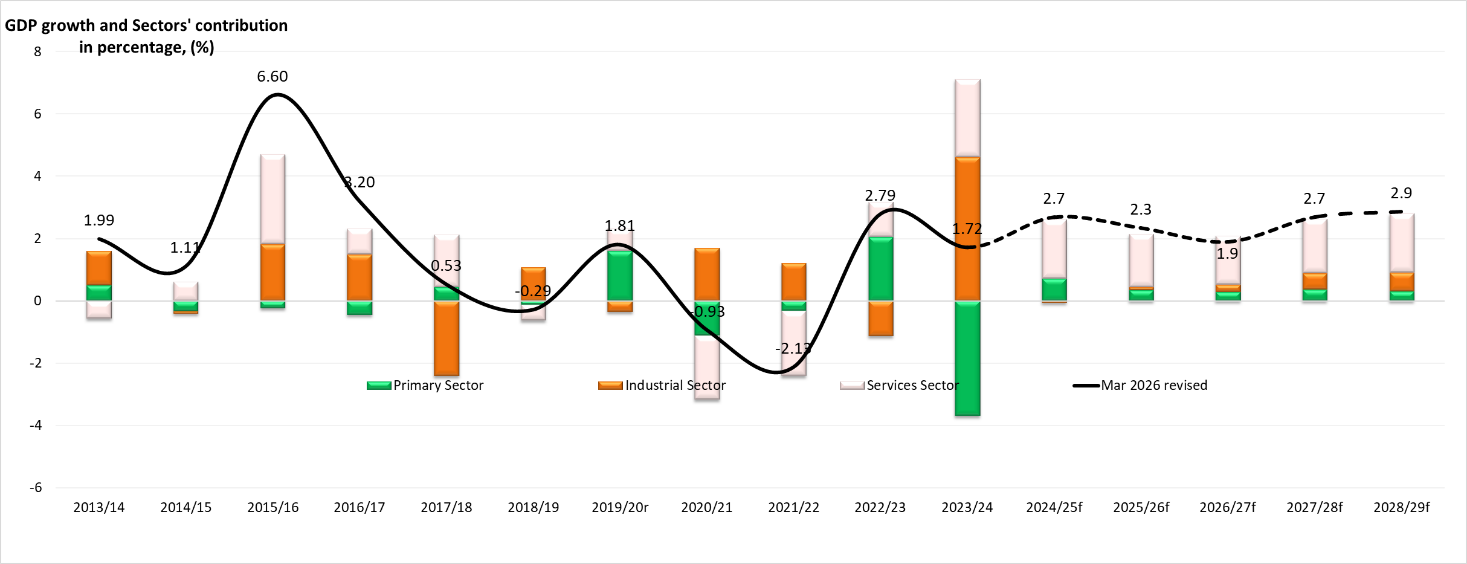 GDP growth and Sectors' contribution
in percentage, (%)
8
6
4
2
0
-2
-4
-6
1.99
1.11
6.60
3.20
0.53
-0.29
1.81
-0.93
-2.13
2.79
1.72
2.7
2.3
1.9
2.7
2.9
Primary Sector
Industrial Sector
Services Sector
Mar 2026 revised
2013/14
2014/15
2015/16
2016/17
2017/18
2018/19
2019/20r
2020/21
2021/22
2022/23
2023/24
2024/25f
2025/26f
2026/27f
2027/28f
2028/29f